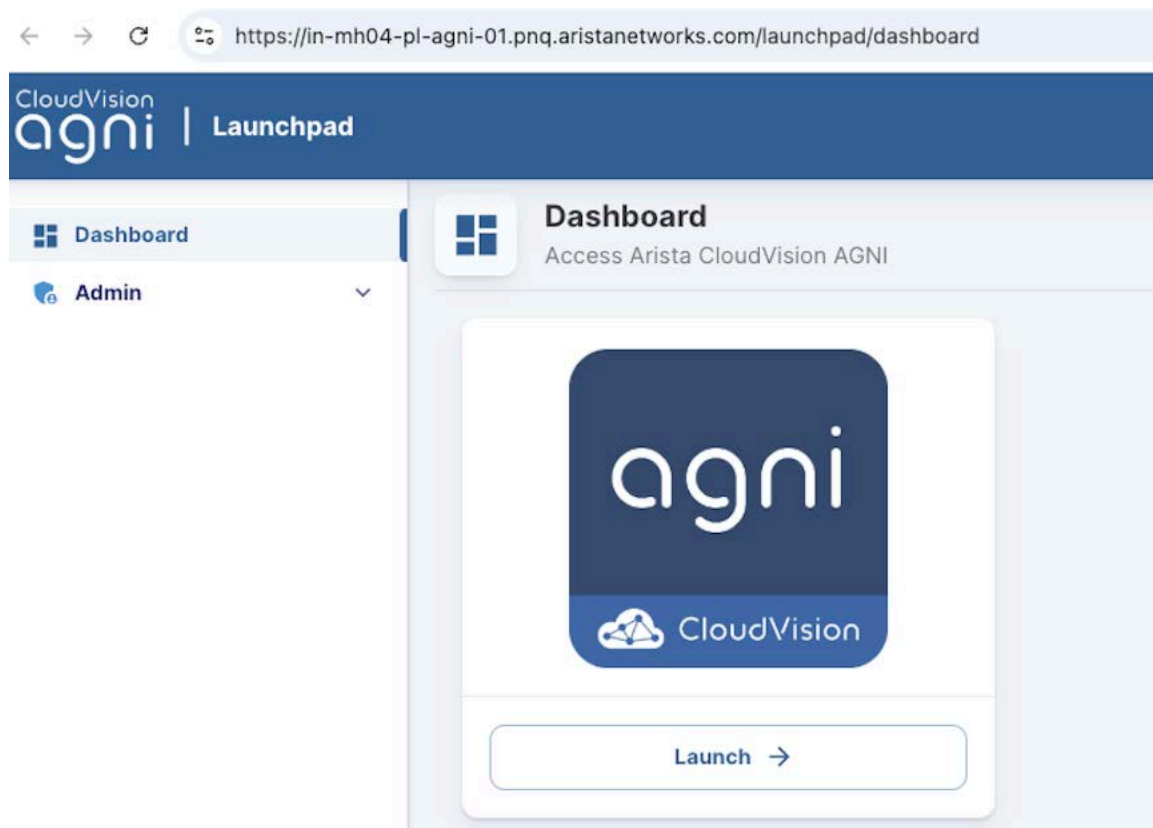 https://in-mh04-pl-agni-01.pnq.aristanetworks.com/launchpad/dashboard
CloudVision
agni | Launchpad
Dashboard
Admin
Dashboard
Access Arista CloudVision AGNI
agni
CloudVision
Launch →